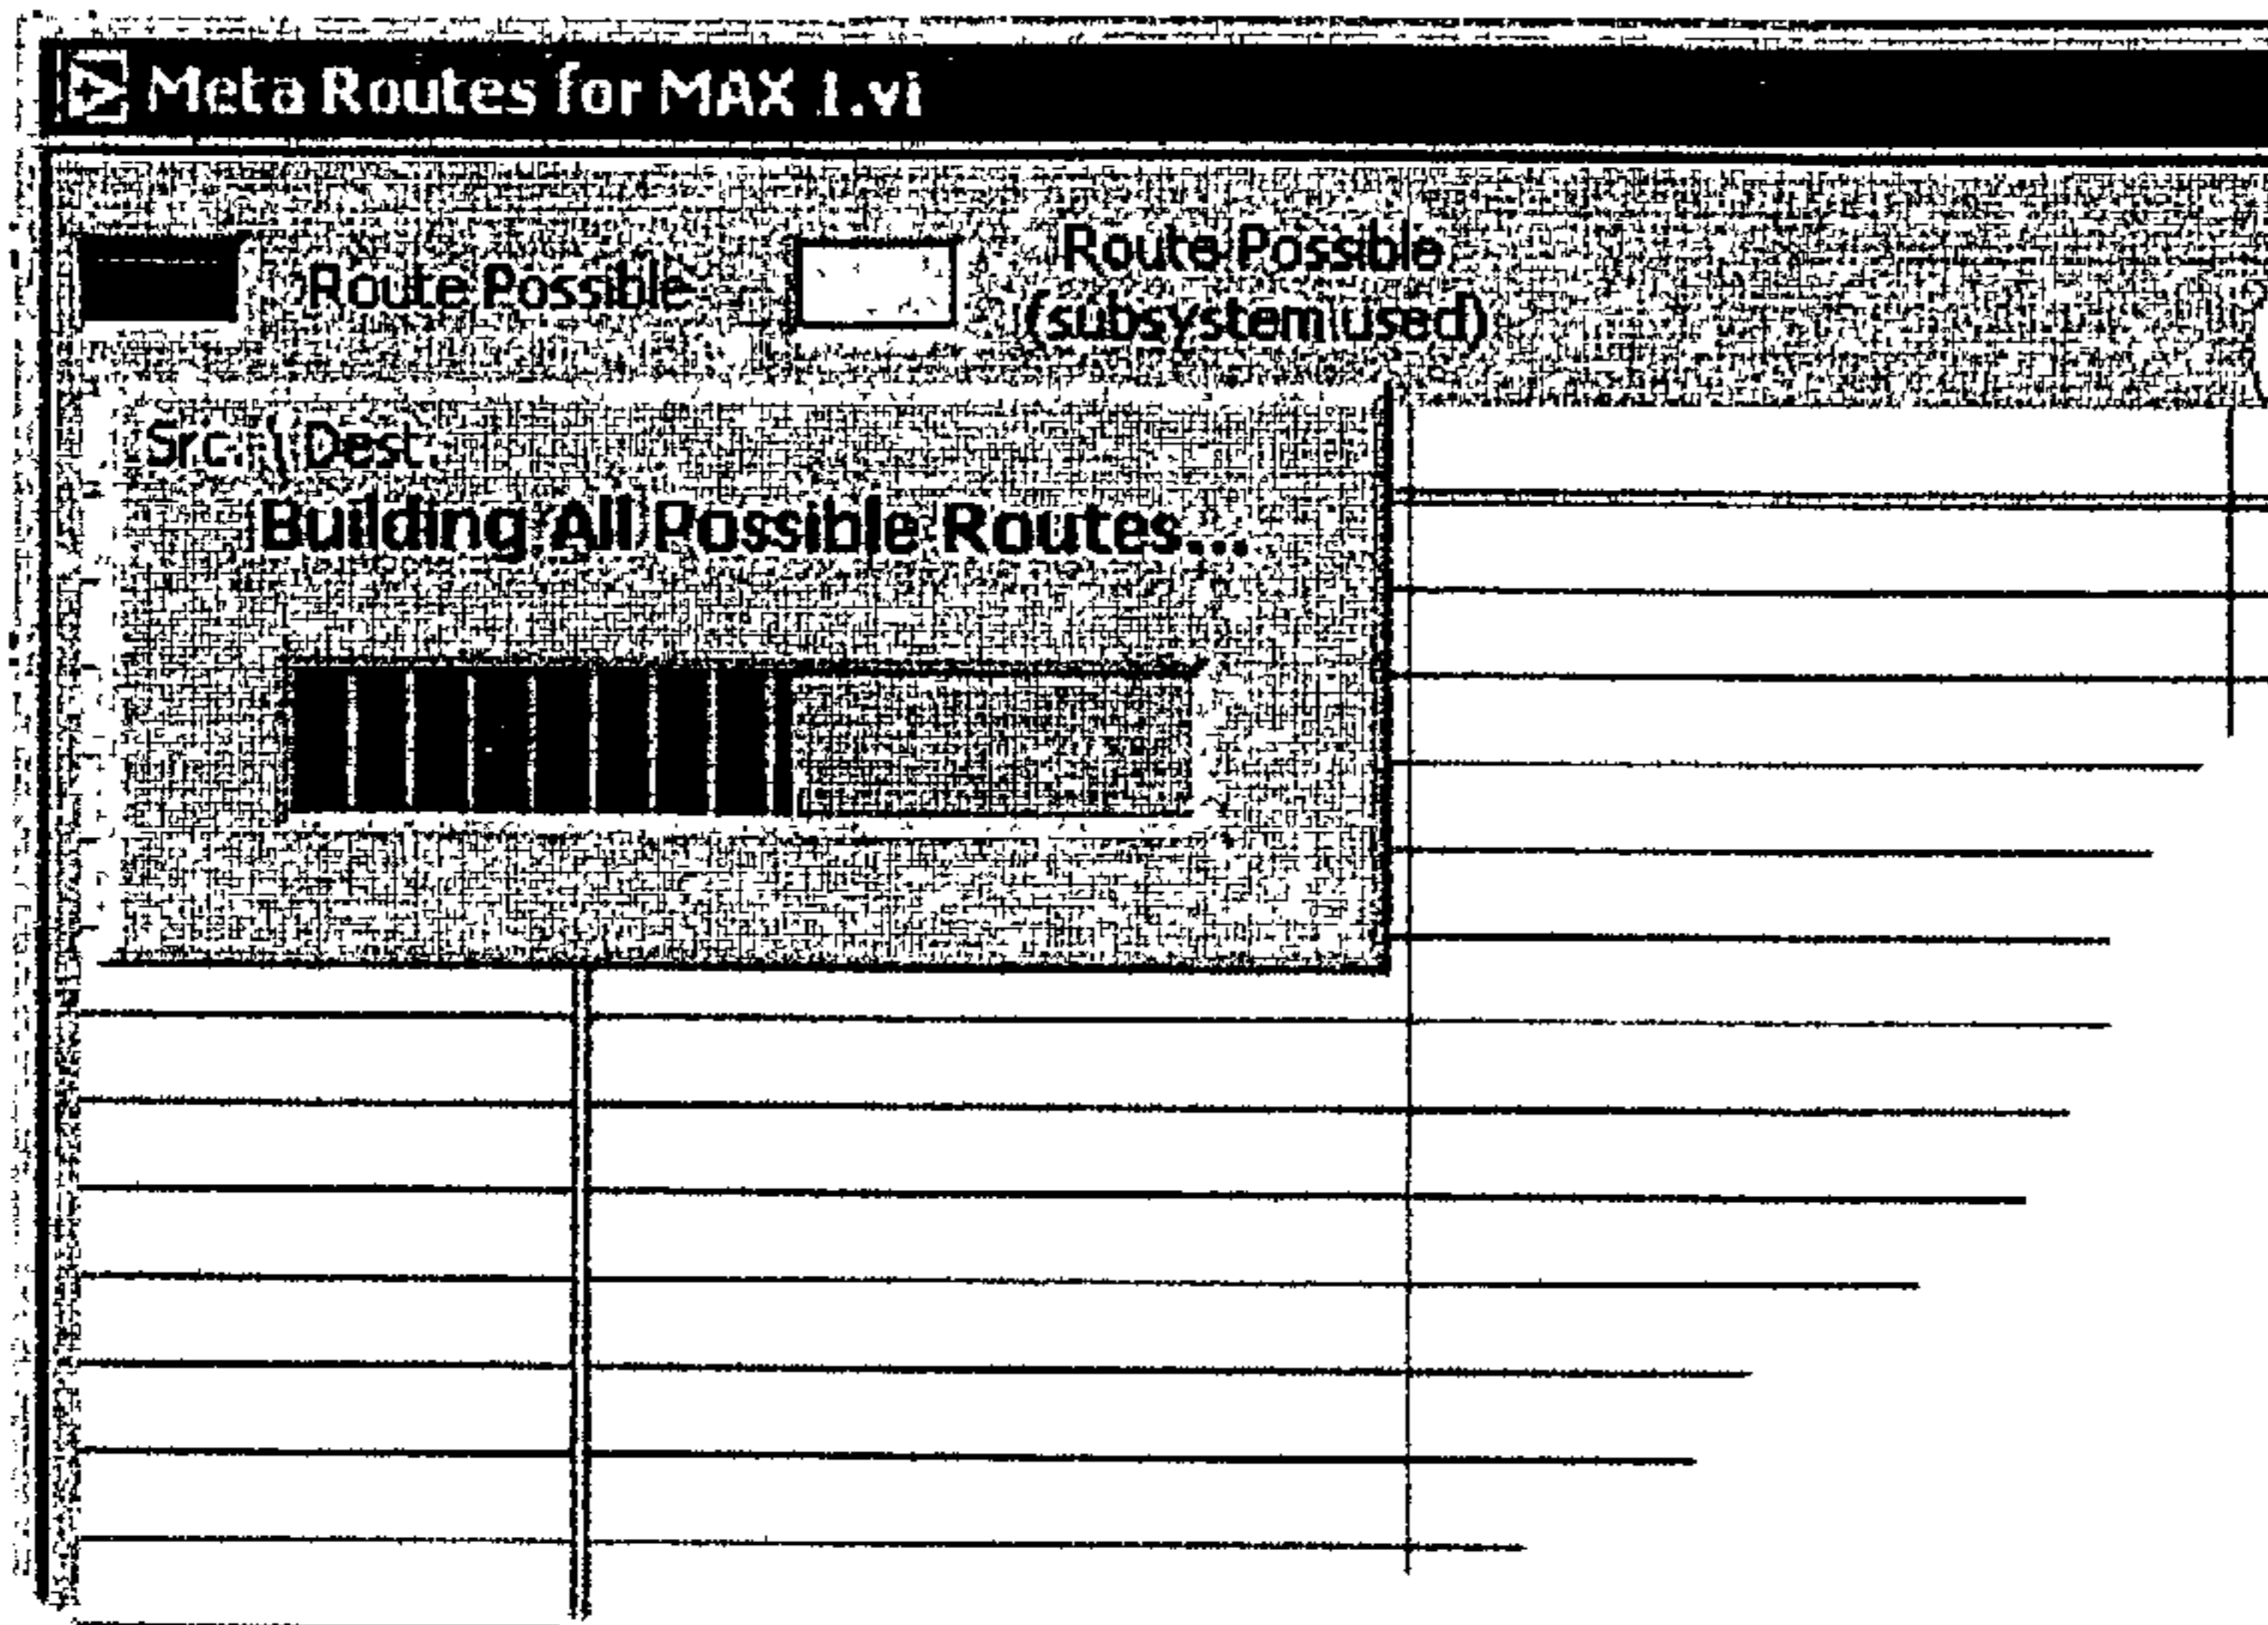 Meta Routes for MAX 1.vi
Route Possible
Route Possible
(subsystem used)
Src. \ Dest.
Building All Possible Routes...